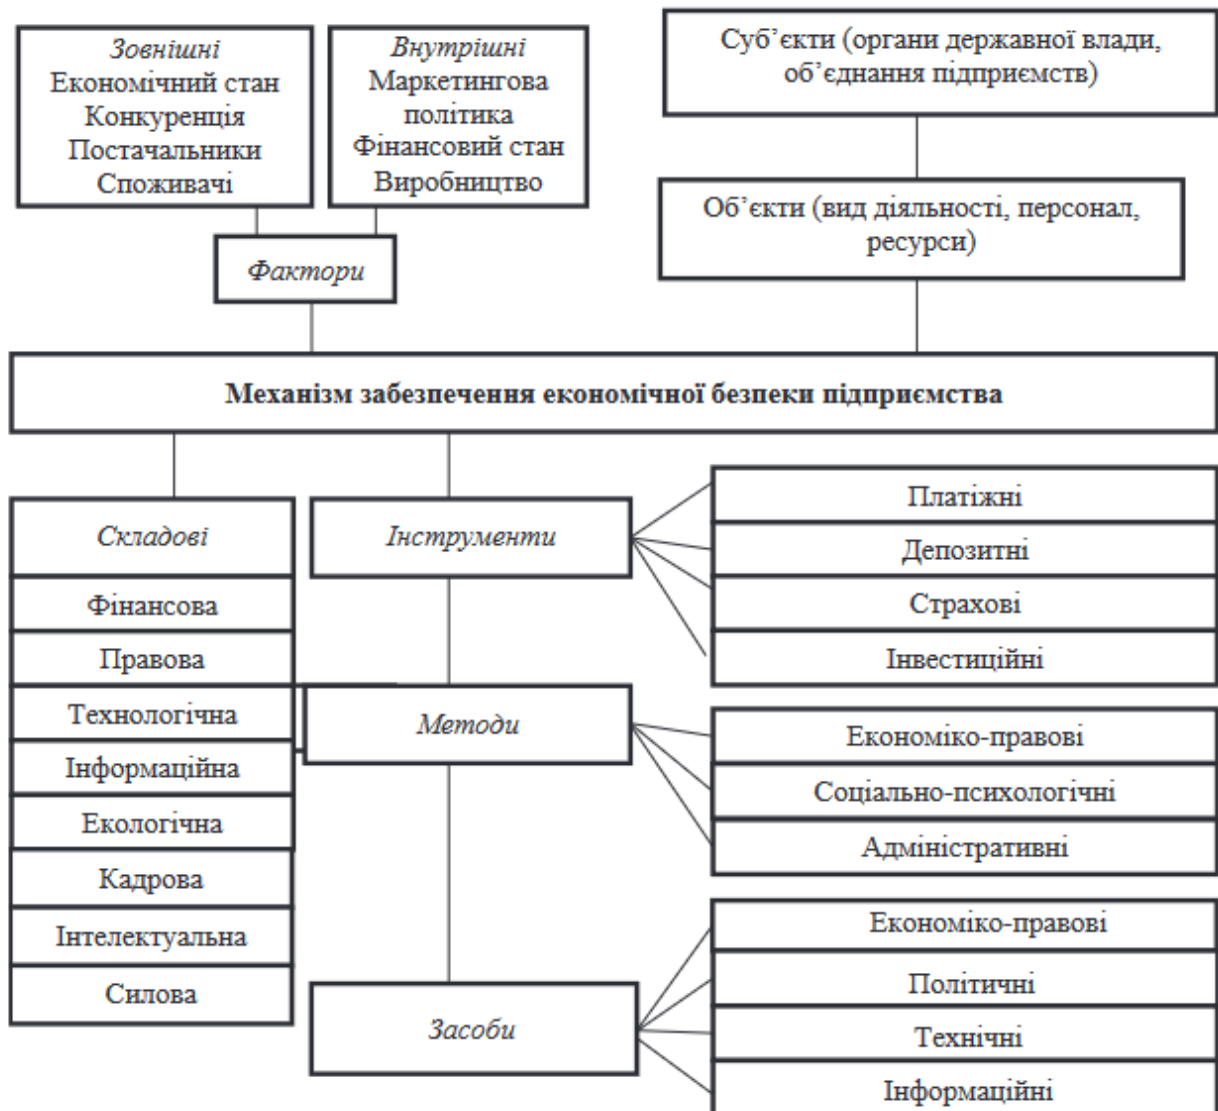 Зовнішні
Економічний стан
Конкуренція
Постачальники
Споживачі
Внутрішні
Маркетингова
політика
Фінансовий стан
Виробництво
Суб’єкти (органи державної влади,
об’єднання підприємств)
Об’єкти (вид діяльності, персонал,
ресурси)
Фактори
Механізм забезпечення економічної безпеки підприємства
Складові
Фінансова
Правова
Технологічна
Інформаційна
Екологічна
Кадрова
Інтелектуальна
Силова
Інструменти
Платіжні
Депозитні
Страхові
Інвестиційні
Методи
Економіко-правові
Соціально-психологічні
Адміністративні
Засоби
Економіко-правові
Політичні
Технічні
Інформаційні